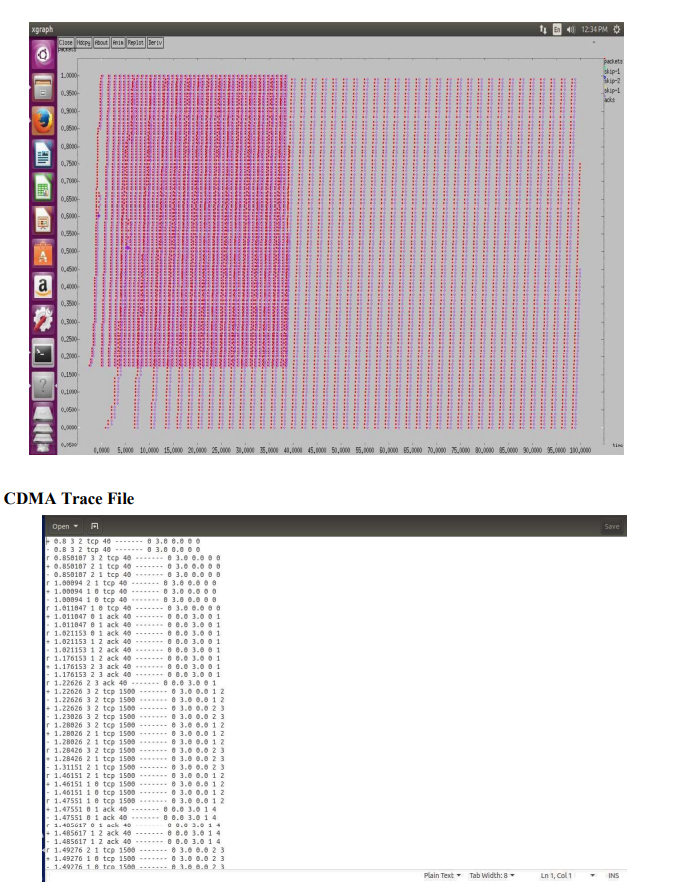 xgraph
En 12:34 PM
Close Hdcpy About Anim Replot Deriv
packets
skip-1
skip-2
skip-1
acks
1.0000
0.9500
0.9000
0.8500
0.8000
0.7500
0.7000
0.6500
0.6000
0.5500
0.5000
0.4500
0.4000
0.3500
0.3000
0.2500
0.2000
0.1500
0.1000
0.0500
0.0000
time
0.0000 5.0000 10.0000 15.0000 20.0000 25.0000 30.0000 35.0000 40.0000 45.0000 50.0000 55.0000 60.0000 65.0000 70.0000 75.0000 80.0000 85.0000 90.0000 95.0000 100.0000
CDMA Trace File
Open Save
+ 0.8 3 2 tcp 40 ------- 0 3.0 0.0 0 0
- 0.8 3 2 tcp 40 ------- 0 3.0 0.0 0 0
r 0.850107 3 2 tcp 40 ------- 0 3.0 0.0 0 0
+ 0.850107 2 1 tcp 40 ------- 0 3.0 0.0 0 0
- 0.850107 2 1 tcp 40 ------- 0 3.0 0.0 0 0
r 1.00094 2 1 tcp 40 ------- 0 3.0 0.0 0 0
+ 1.00094 1 0 tcp 40 ------- 0 3.0 0.0 0 0
- 1.00094 1 0 tcp 40 ------- 0 3.0 0.0 0 0
r 1.011047 1 0 tcp 40 ------- 0 3.0 0.0 0 0
+ 1.011047 0 1 ack 40 ------- 0 0.0 3.0 0 1
- 1.011047 0 1 ack 40 ------- 0 0.0 3.0 0 1
r 1.021153 0 1 ack 40 ------- 0 0.0 3.0 0 1
+ 1.021153 1 2 ack 40 ------- 0 0.0 3.0 0 1
- 1.021153 1 2 ack 40 ------- 0 0.0 3.0 0 1
r 1.176153 1 2 ack 40 ------- 0 0.0 3.0 0 1
+ 1.176153 2 3 ack 40 ------- 0 0.0 3.0 0 1
- 1.176153 2 3 ack 40 ------- 0 0.0 3.0 0 1
r 1.22626 2 3 ack 40 ------- 0 0.0 3.0 0 1
+ 1.22626 3 2 tcp 1500 ------- 0 3.0 0.0 1 2
- 1.22626 3 2 tcp 1500 ------- 0 3.0 0.0 1 2
+ 1.22626 3 2 tcp 1500 ------- 0 3.0 0.0 2 3
- 1.23026 3 2 tcp 1500 ------- 0 3.0 0.0 2 3
r 1.28026 3 2 tcp 1500 ------- 0 3.0 0.0 1 2
+ 1.28026 2 1 tcp 1500 ------- 0 3.0 0.0 1 2
- 1.28026 2 1 tcp 1500 ------- 0 3.0 0.0 1 2
r 1.28426 3 2 tcp 1500 ------- 0 3.0 0.0 2 3
+ 1.28426 2 1 tcp 1500 ------- 0 3.0 0.0 2 3
- 1.31151 2 1 tcp 1500 ------- 0 3.0 0.0 2 3
r 1.46151 2 1 tcp 1500 ------- 0 3.0 0.0 1 2
+ 1.46151 1 0 tcp 1500 ------- 0 3.0 0.0 1 2
- 1.46151 1 0 tcp 1500 ------- 0 3.0 0.0 1 2
r 1.47551 1 0 tcp 1500 ------- 0 3.0 0.0 1 2
+ 1.47551 0 1 ack 40 ------- 0 0.0 3.0 1 4
- 1.47551 0 1 ack 40 ------- 0 0.0 3.0 1 4
r 1.485617 0 1 ack 40 ------- 0 0.0 3.0 1 4
+ 1.485617 1 2 ack 40 ------- 0 0.0 3.0 1 4
- 1.485617 1 2 ack 40 ------- 0 0.0 3.0 1 4
r 1.49276 2 1 tcp 1500 ------- 0 3.0 0.0 2 3
+ 1.49276 1 0 tcp 1500 ------- 0 3.0 0.0 2 3
- 1.49276 1 0 tcp 1500 ------- 0 3.0 0.0 2 3
Plain Text Tab Width: 8 Ln 1, Col 1 INS